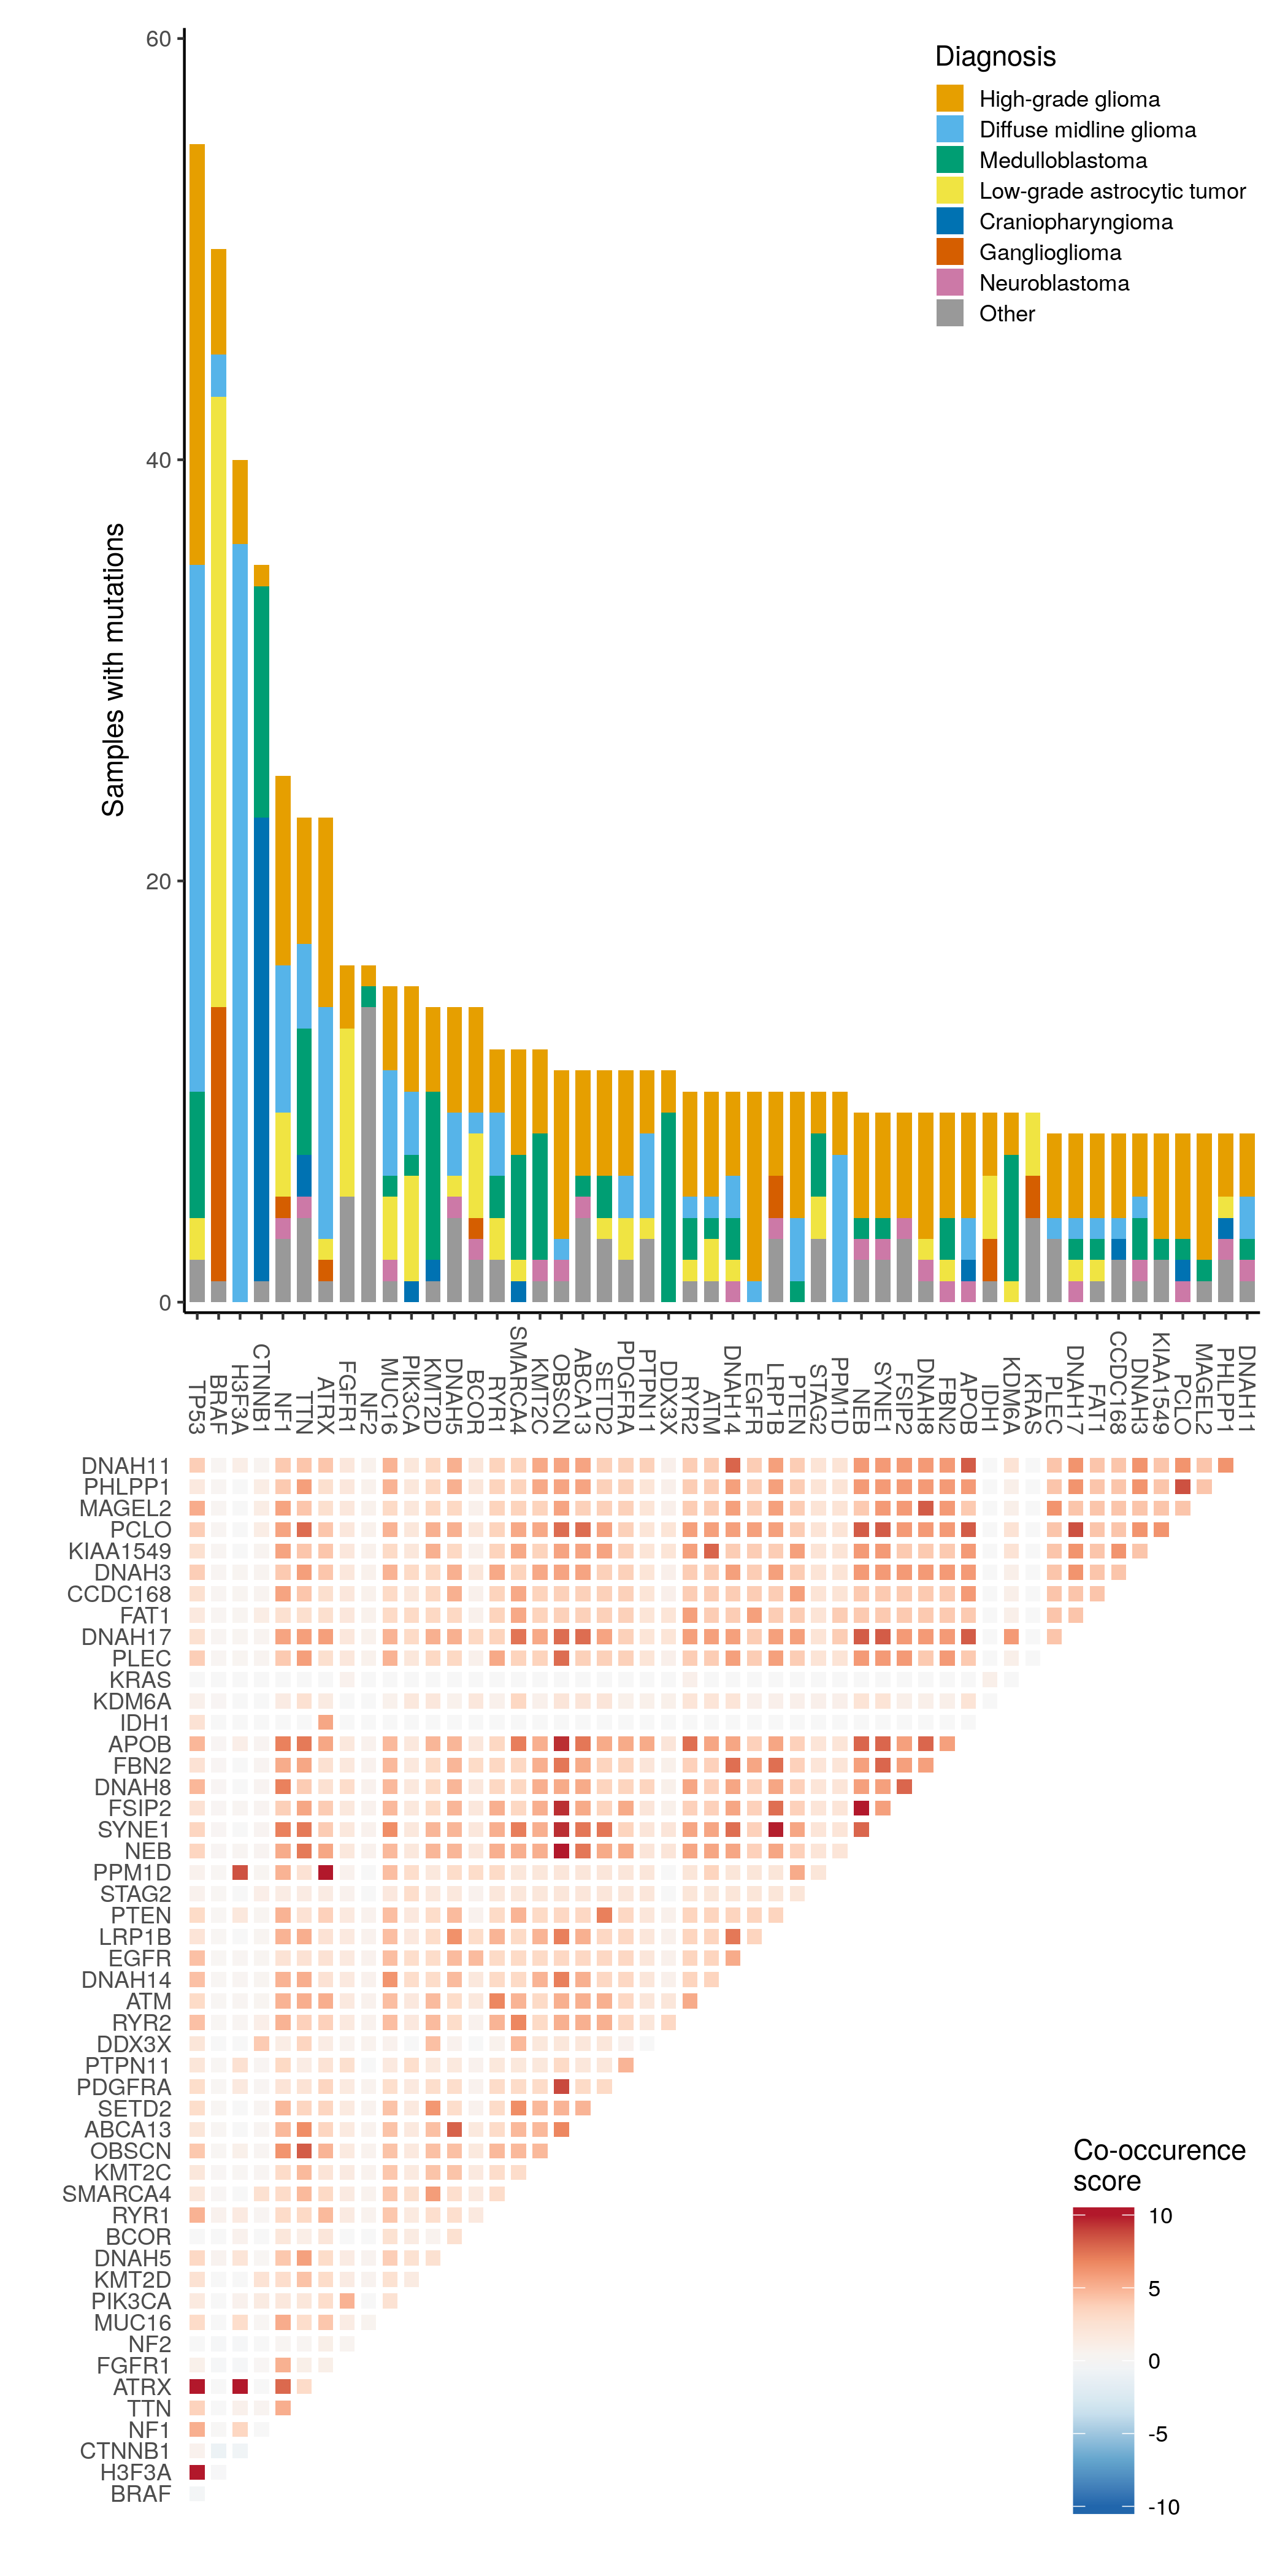 60
40
20
0
Samples with mutations
Diagnosis
High-grade glioma
Diffuse midline glioma
Medulloblastoma
Low-grade astrocytic tumor
Craniopharyngioma
Ganglioglioma
Neuroblastoma
Other
TP53
BRAF
H3F3A
CTNNB1
NF1
TTN
ATRX
FGFR1
NF2
MUC16
PIK3CA
KMT2D
DNAH5
BCOR
RYR1
SMARCA4
KMT2C
OBSCN
ABCA13
SETD2
PDGFRA
PTPN11
DDX3X
RYR2
ATM
DNAH14
EGFR
LRP1B
PTEN
STAG2
PPM1D
NEB
SYNE1
FSIP2
DNAH8
FBN2
APOB
IDH1
KDM6A
KRAS
PLEC
DNAH17
FAT1
CCDC168
DNAH3
KIAA1549
PCLO
MAGEL2
PHLPP1
DNAH11
DNAH11
PHLPP1
MAGEL2
PCLO
KIAA1549
DNAH3
CCDC168
FAT1
DNAH17
PLEC
KRAS
KDM6A
IDH1
APOB
FBN2
DNAH8
FSIP2
SYNE1
NEB
PPM1D
STAG2
PTEN
LRP1B
EGFR
DNAH14
ATM
RYR2
DDX3X
PTPN11
PDGFRA
SETD2
ABCA13
OBSCN
KMT2C
SMARCA4
RYR1
BCOR
DNAH5
KMT2D
PIK3CA
MUC16
NF2
FGFR1
ATRX
TTN
NF1
CTNNB1
H3F3A
BRAF
Co-occurence
score
10
5
0
-5
-10